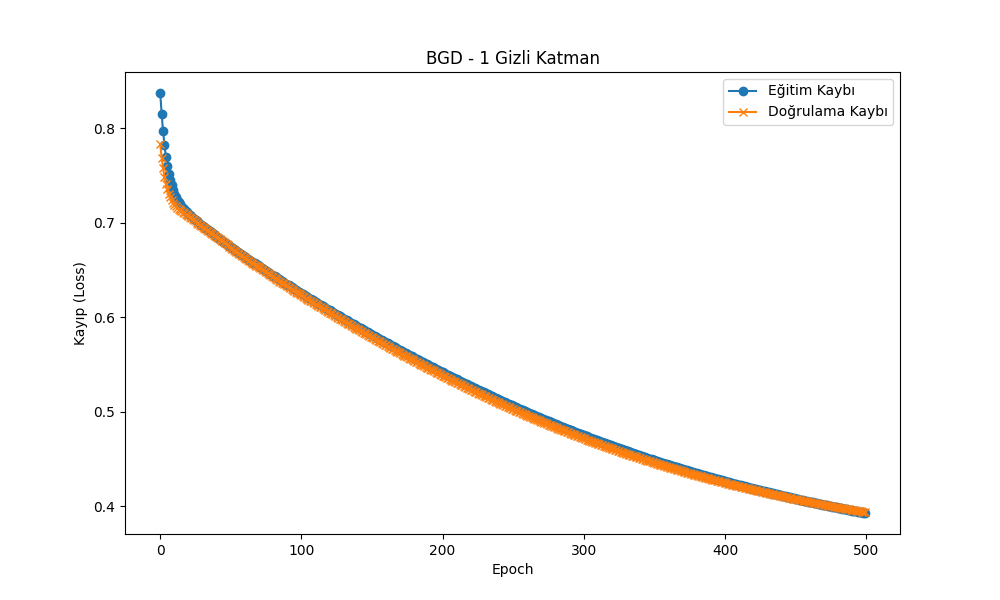 BGD - 1 Gizli Katman
Eğitim Kaybı
Doğrulama Kaybı
Kayıp (Loss)
0.8
0.7
0.6
0.5
0.4
0
100
200
300
400
500
Epoch